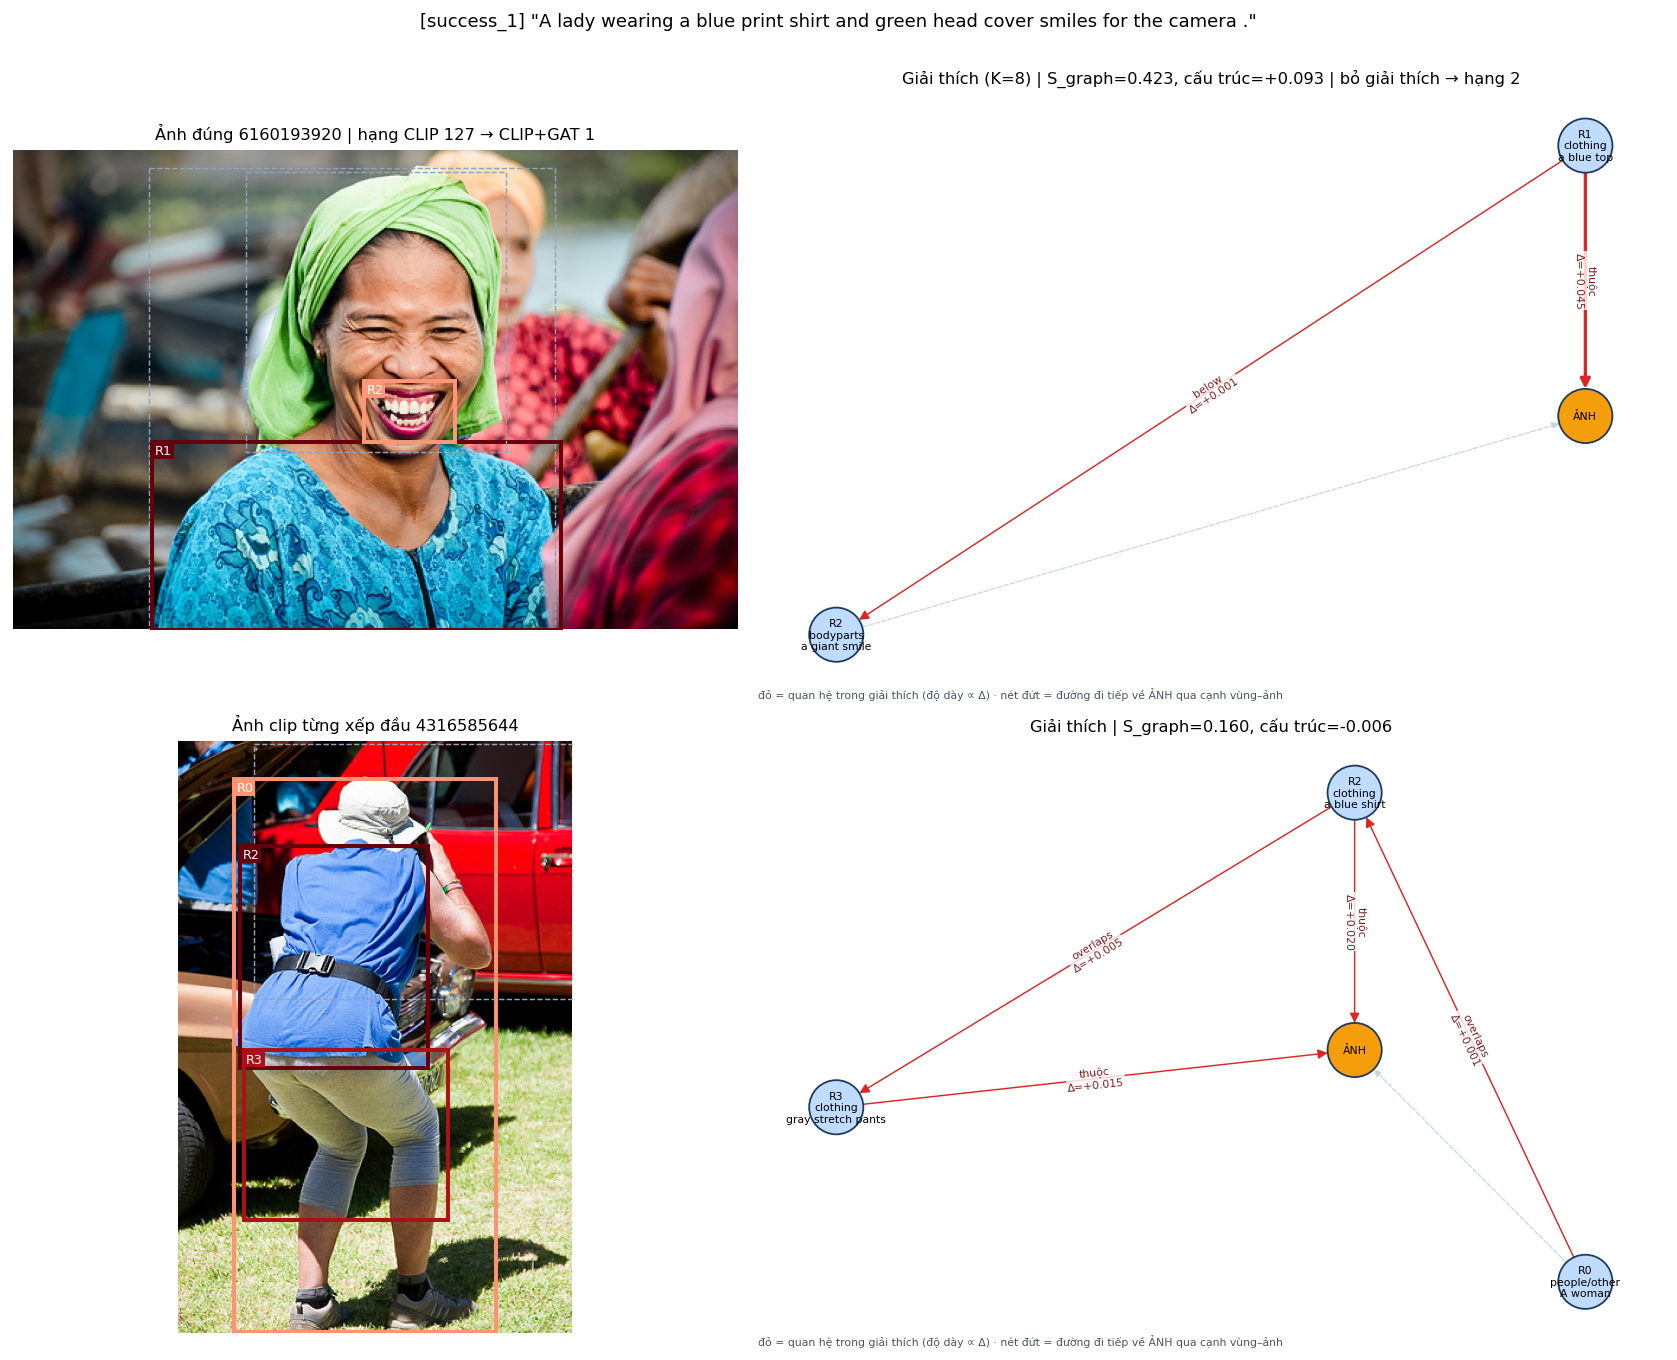 [success_1] "A lady wearing a blue print shirt and green head cover smiles for the camera ."
Giải thích (K=8) | S_graph=0.423, cấu trúc=+0.093 | bỏ giải thích → hạng 2
Ảnh đúng 6160193920 | hạng CLIP 127 → CLIP+GAT 1
R2
R1
R1
clothing
a blue top
thuộc
Δ=+0.045
below
Δ=+0.001
ẢNH
R2
bodyparts
a giant smile
đỏ = quan hệ trong giải thích (độ dày ∝ Δ) · nét đứt = đường đi tiếp về ẢNH qua cạnh vùng–ảnh
Ảnh clip từng xếp đầu 4316585644
Giải thích | S_graph=0.160, cấu trúc=-0.006
R0
R2
R3
R2
clothing
a blue shirt
thuộc
Δ=+0.020
overlaps
Δ=+0.005
overlaps
Δ=+0.001
ẢNH
thuộc
Δ=+0.015
R3
clothing
gray stretch pants
R0
people/other
A woman
đỏ = quan hệ trong giải thích (độ dày ∝ Δ) · nét đứt = đường đi tiếp về ẢNH qua cạnh vùng–ảnh